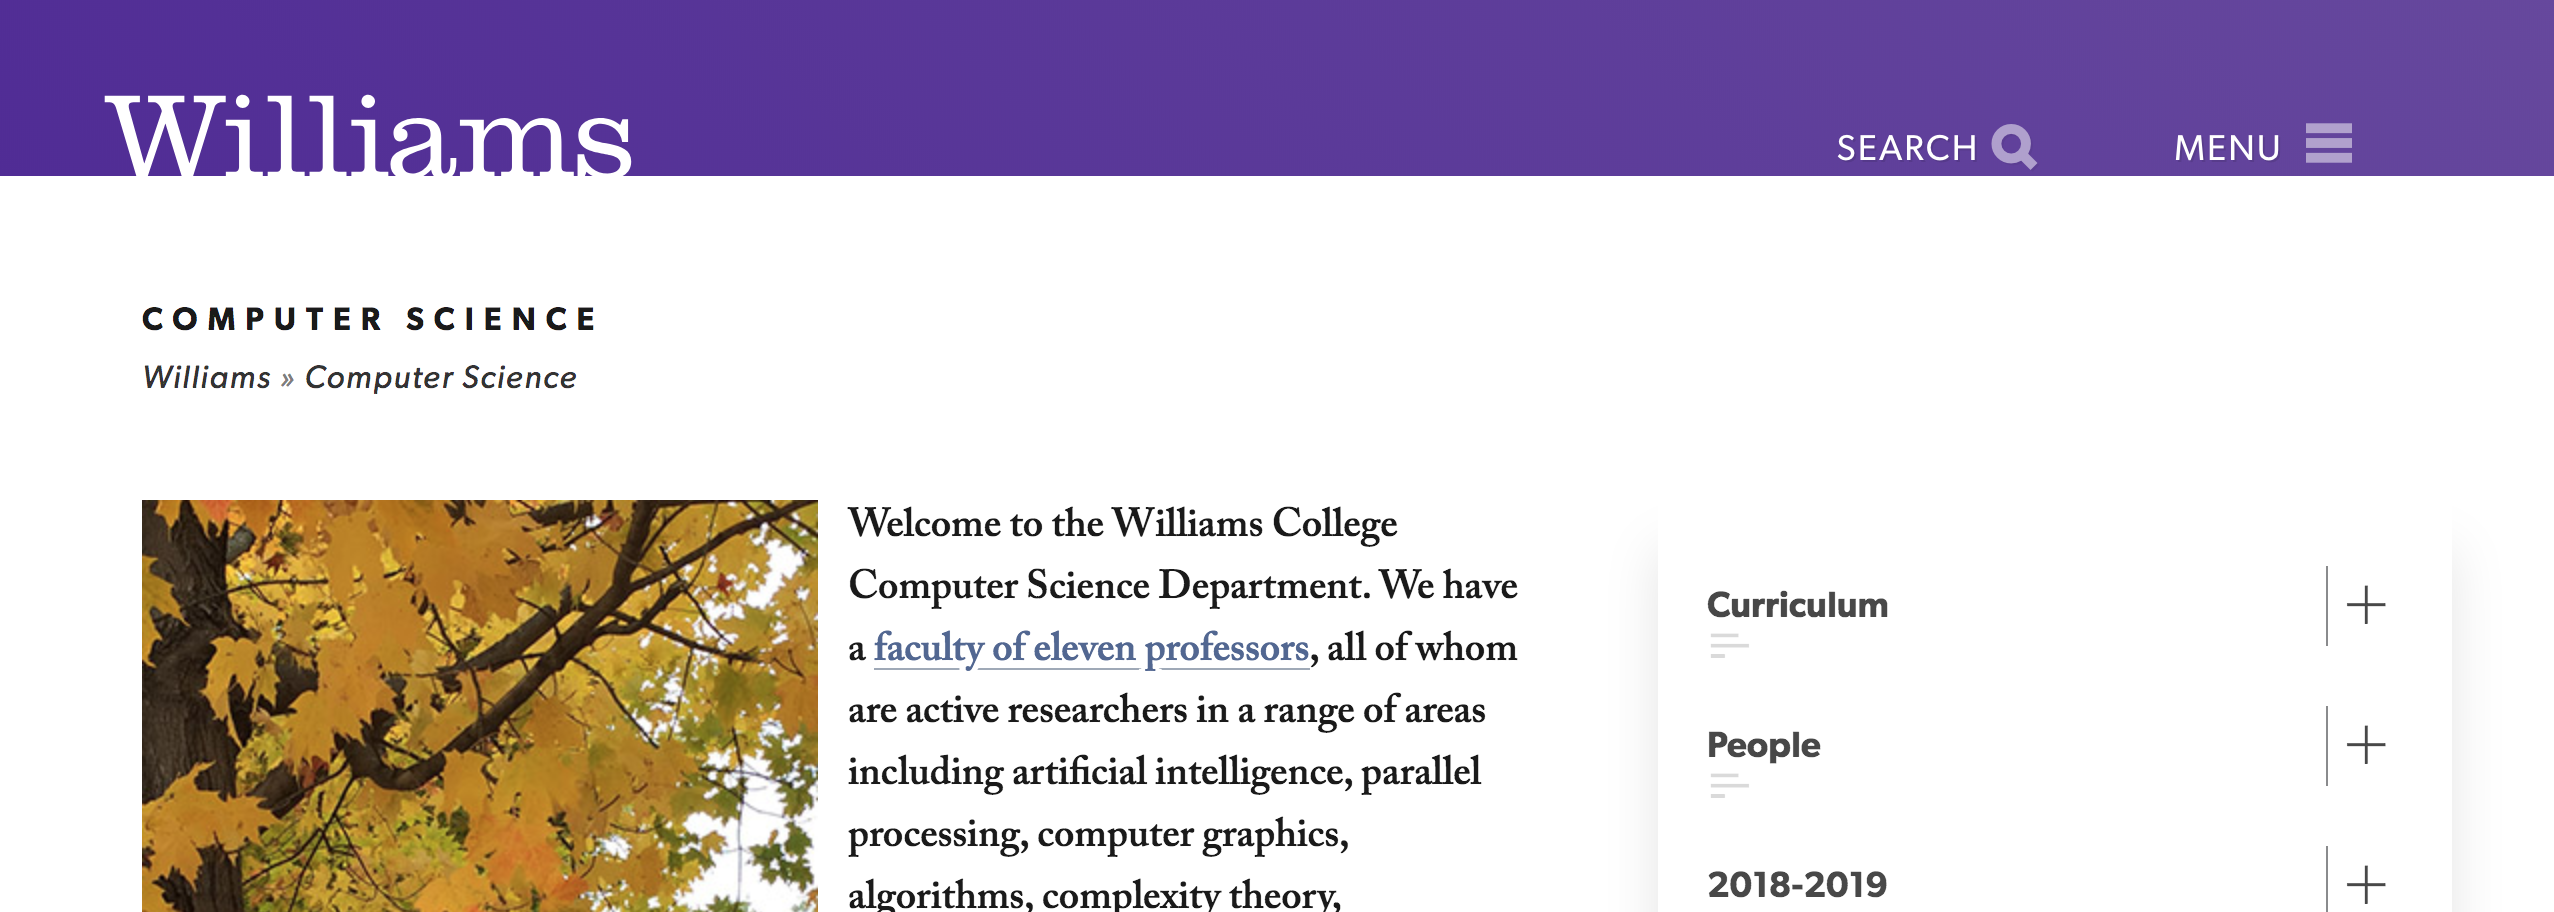 Williams
SEARCH
MENU
COMPUTER SCIENCE
Williams » Computer Science
Welcome to the Williams College
Computer Science Department. We have
a faculty of eleven professors, all of whom
are active researchers in a range of areas
including artificial intelligence, parallel
processing, computer graphics,
algorithms, complexity theory,
Curriculum
People
2018-2019